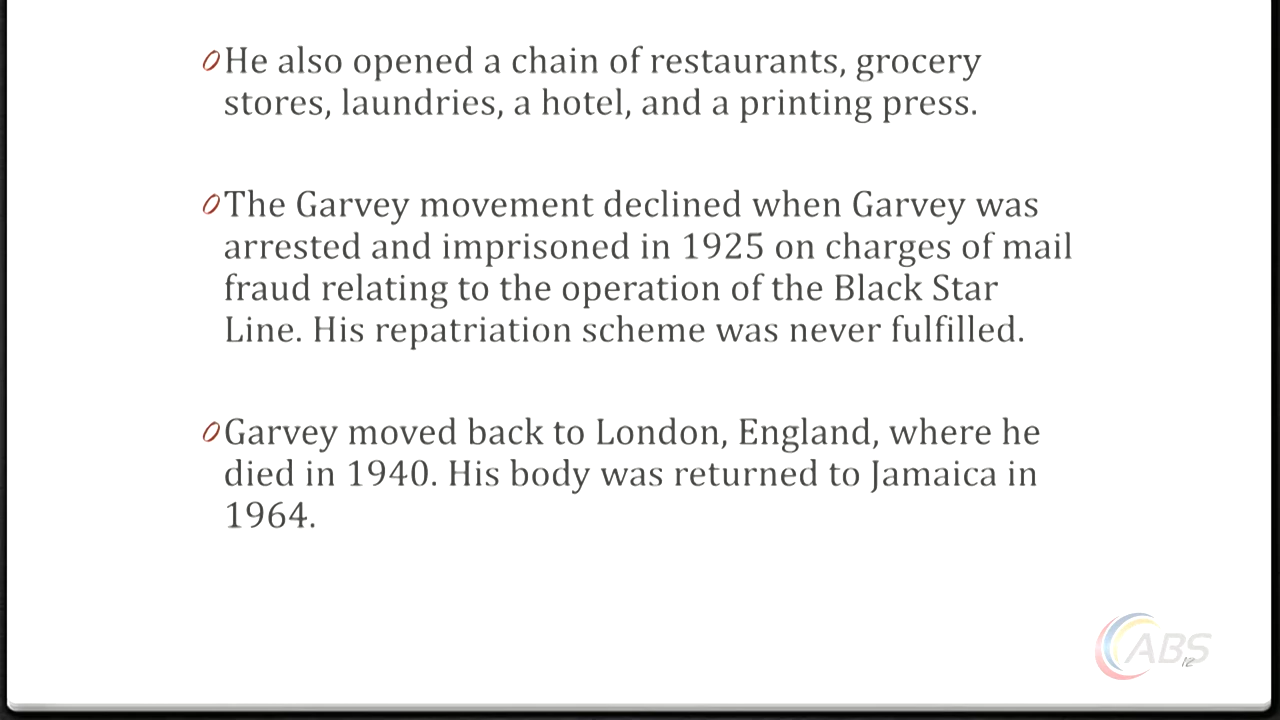 He also opened a chain of restaurants, grocery
stores, laundries, a hotel, and a printing press.
The Garvey movement declined when Garvey was
arrested and imprisoned in 1925 on charges of mail
fraud relating to the operation of the Black Star
Line. His repatriation scheme was never fulfilled.
Garvey moved back to London, England, where he
died in 1940. His body was returned to Jamaica in
1964.
ABS
12